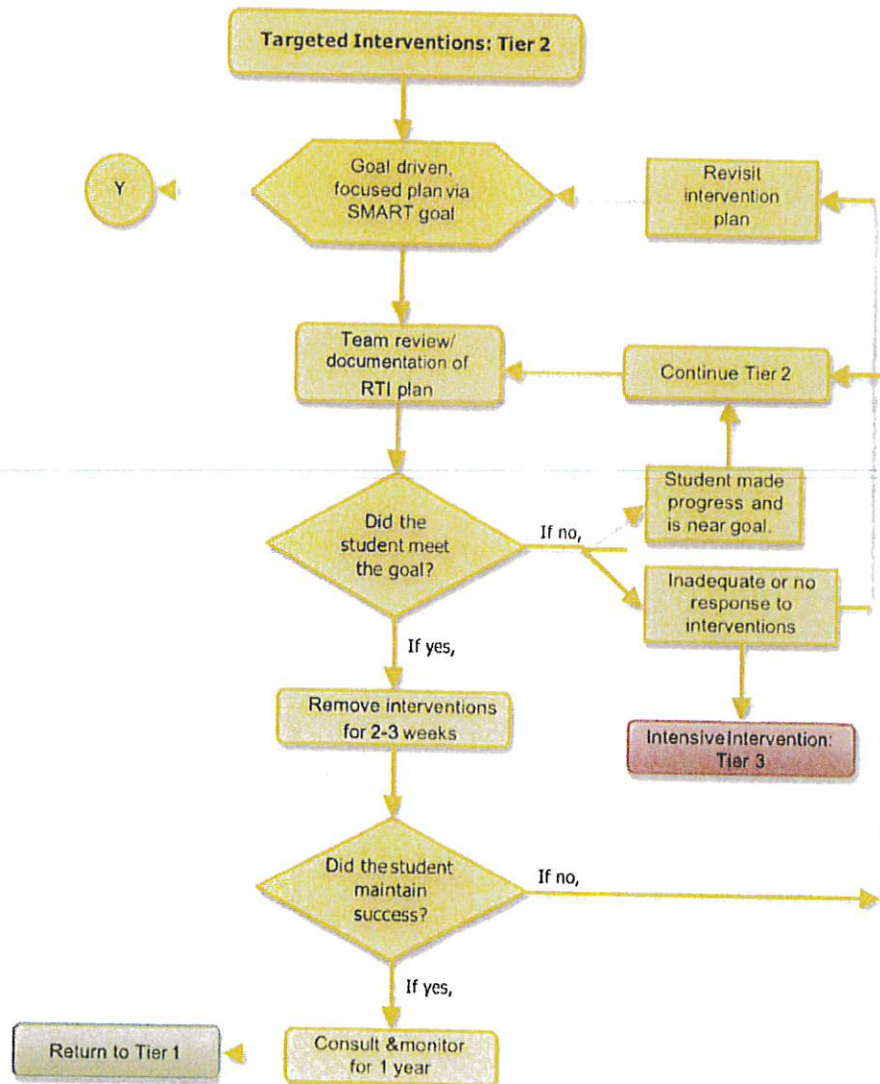 Targeted Interventions: Tier 2
Y
Goal driven,
focused plan via
SMART goal
Revisit
intervention
plan
Team review/
documentation of
RTI plan
Continue Tier 2
Student made
progress and
is near goal.
Did the
student meet
the goal?
If no,
Inadequate or no
response to
interventions
If yes,
Remove interventions
for 2-3 weeks
Intensive Intervention:
Tier 3
Did the student
maintain
success?
If no,
If yes,
Return to Tier 1
Consult & monitor
for 1 year